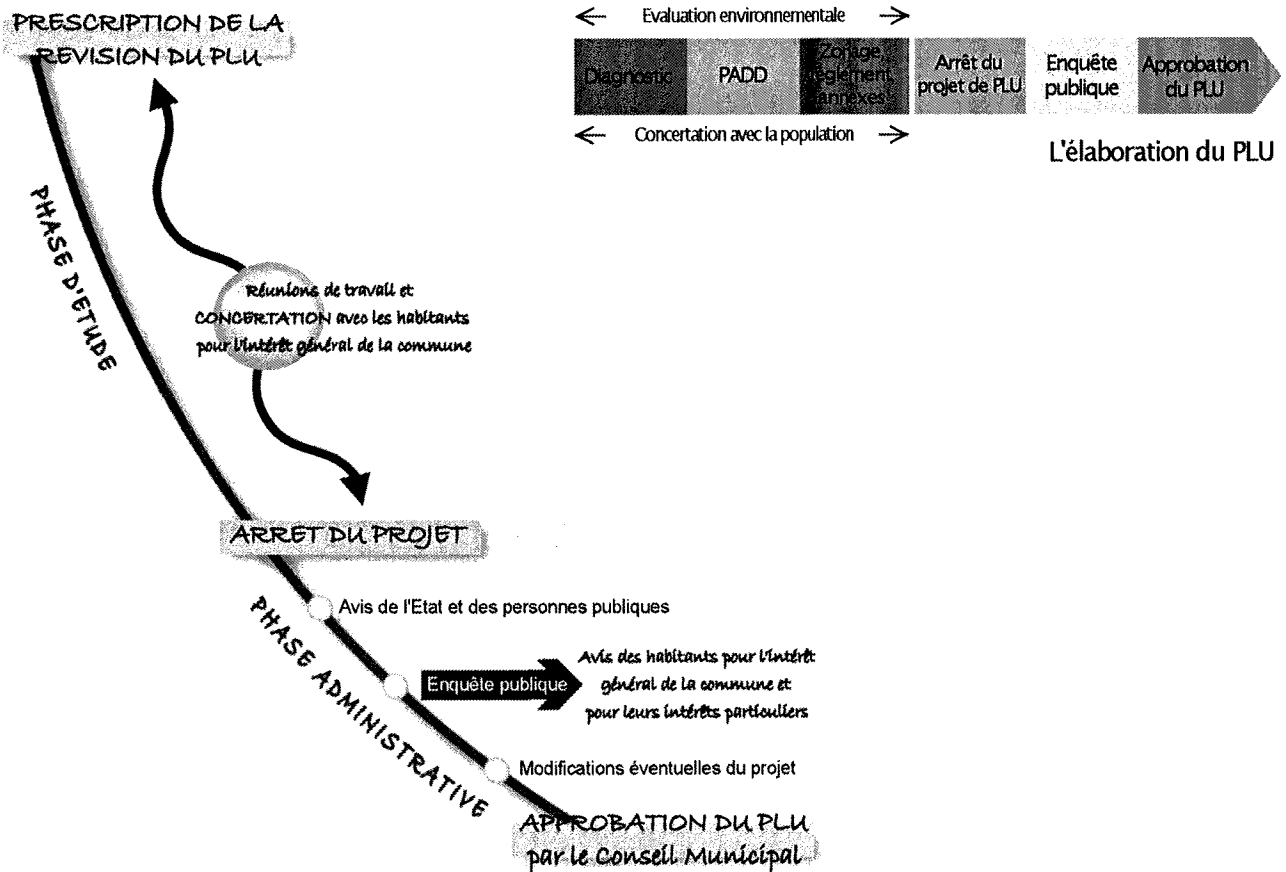 PRESCRIPTION DE LA
REVISION DU PLU
PHASE D'ETUDE
Réunions de travail et
CONCERTATION avec les habitants
pour l'intérêt général de la commune
ARRET DU PROJET
PHASE ADMINISTRATIVE
Avis de l'Etat et des personnes publiques
Enquête publique
Avis des habitants pour l'intérêt
général de la commune et
pour leurs intérêts particuliers
Modifications éventuelles du projet
APPROBATION DU PLU
par le Conseil Municipal
Evaluation environnementale
Diagnostic
PADD
Zonage,
règlement,
annexes
Arrêt du
projet de PLU
Enquête
publique
Approbation
du PLU
Concertation avec la population
L'élaboration du PLU